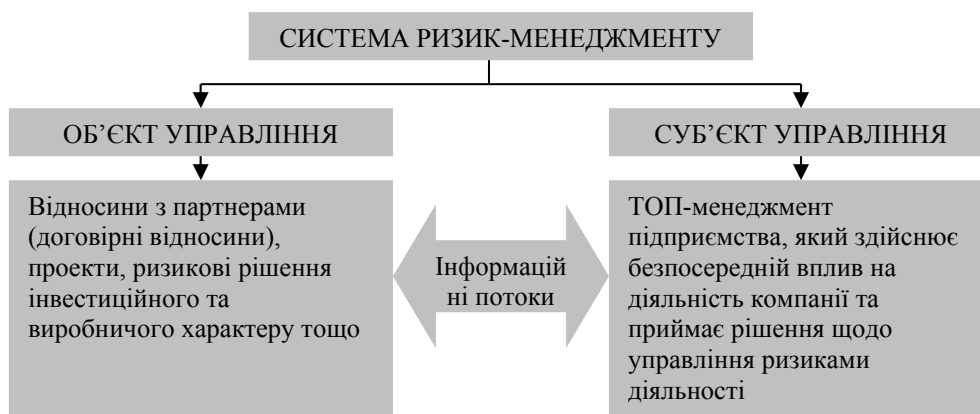 СИСТЕМА РИЗИК-МЕНЕДЖМЕНТУ
ОБ’ЄКТ УПРАВЛІННЯ
СУБ’ЄКТ УПРАВЛІННЯ
Відносини з партнерами
(договірні відносини),
проекти, ризикові рішення
інвестиційного та
виробничого характеру тощо
Інформацій
ні потоки
ТОП-менеджмент
підприємства, який здійснює
безпосередній вплив на
діяльність компанії та
приймає рішення щодо
управління ризиками
діяльності